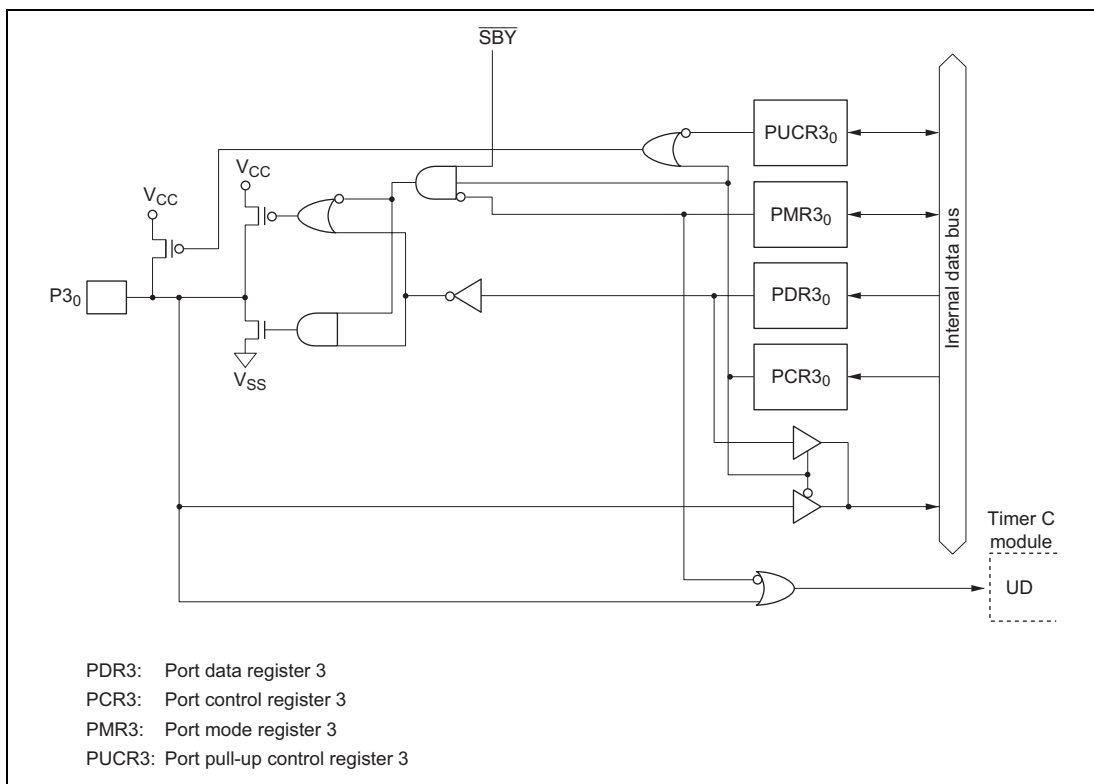 SBY
PUCR3₀
V_CC
V_CC
PMR3₀
P3₀
PDR3₀
V_SS
PCR3₀
Internal data bus
Timer C
module
UD
PDR3: Port data register 3
PCR3: Port control register 3
PMR3: Port mode register 3
PUCR3: Port pull-up control register 3